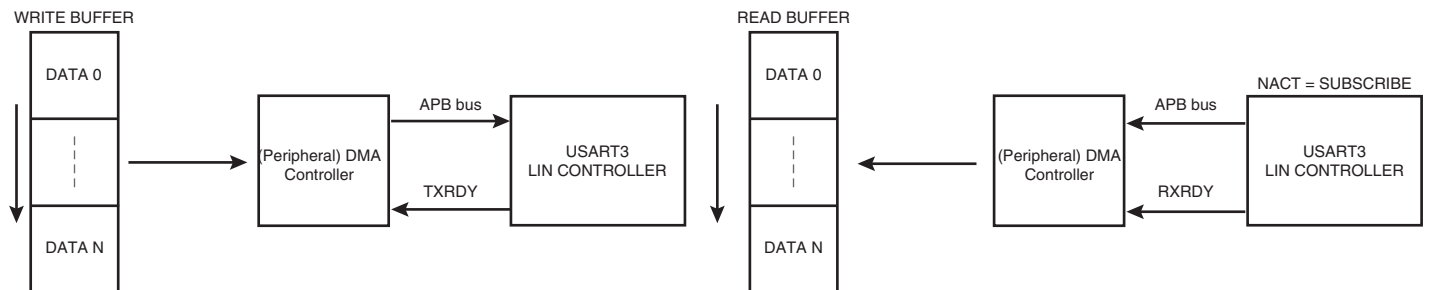 WRITE BUFFER
DATA 0
DATA N
(Peripheral) DMA
Controller
APB bus
TXRDY
USART3
LIN CONTROLLER
READ BUFFER
DATA 0
DATA N
(Peripheral) DMA
Controller
APB bus
RXRDY
NACT = SUBSCRIBE
USART3
LIN CONTROLLER